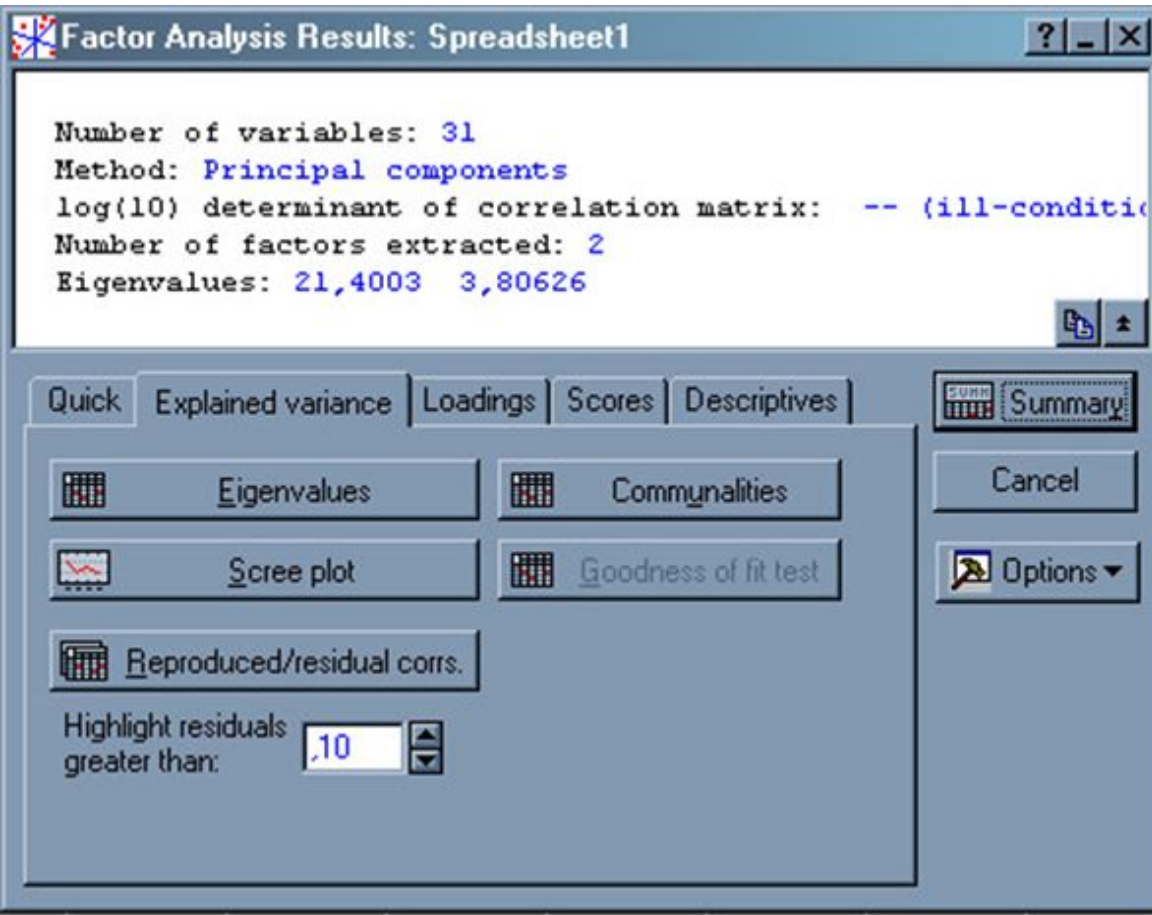 Factor Analysis Results: Spreadsheet1
Number of variables: 31
Method: Principal components
log(10) determinant of correlation matrix: -- (ill-conditi
Number of factors extracted: 2
Eigenvalues: 21,4003 3,80626
Quick Explained variance Loadings Scores Descriptives
Summary
Eigenvalues
Communalities
Cancel
Scree plot
Goodness of fit test
Options
Reproduced/residual corrs.
Highlight residuals
greater than:
,10